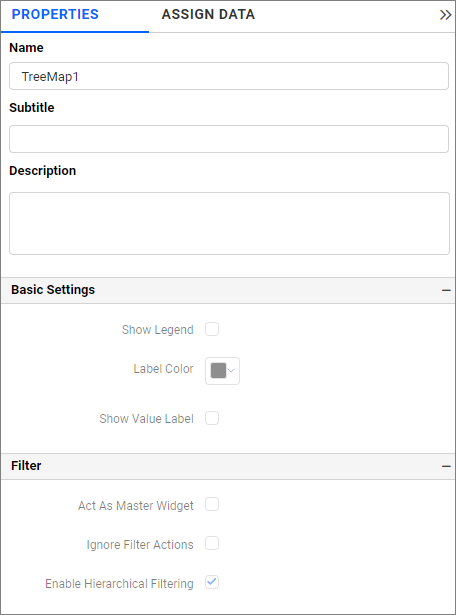 PROPERTIES ASSIGN DATA
Name
TreeMap1
Subtitle
Description
Basic Settings
Show Legend
Label Color
Show Value Label
Filter
Act As Master Widget
Ignore Filter Actions
Enable Hierarchical Filtering